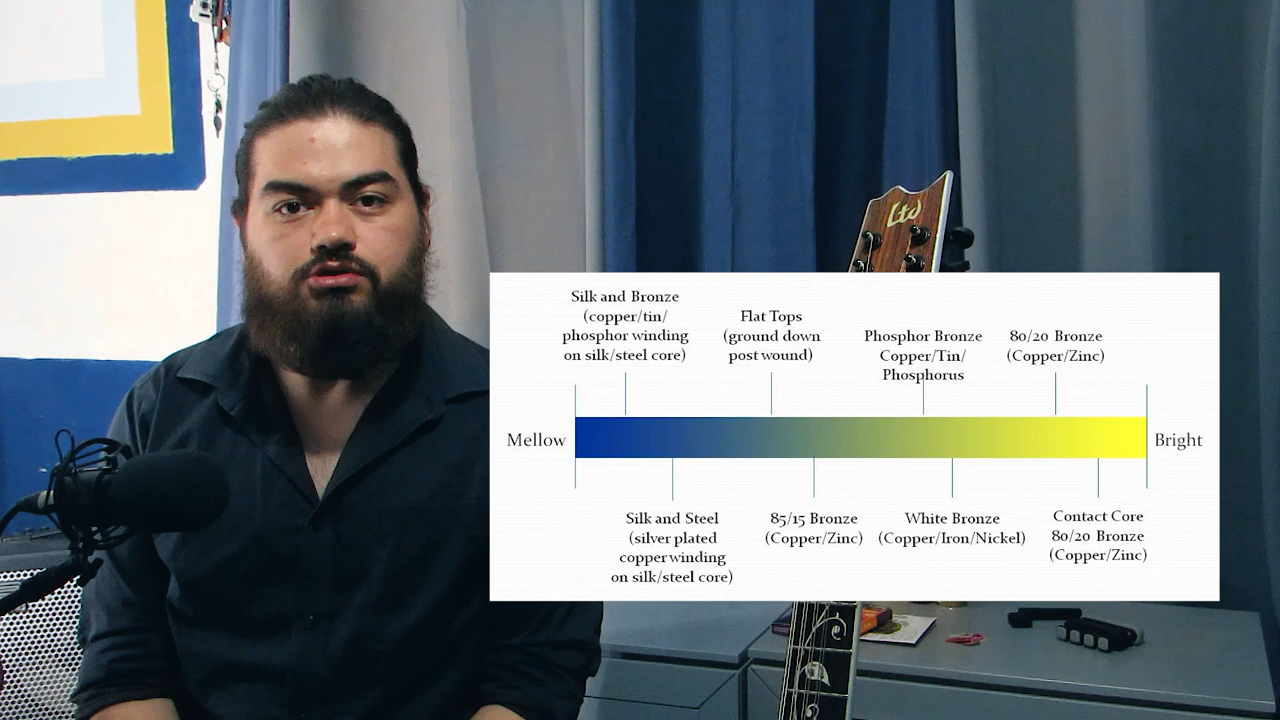 Ltd
Silk and Bronze
(copper/tin/
phosphor winding
on silk/steel core)
Flat Tops
(ground down
post wound)
Phosphor Bronze
Copper/Tin/
Phosphorus
80/20 Bronze
(Copper/Zinc)
Mellow
Bright
Silk and Steel
(silver plated
copper winding
on silk/steel core)
85/15 Bronze
(Copper/Zinc)
White Bronze
(Copper/Iron/Nickel)
Contact Core
80/20 Bronze
(Copper/Zinc)